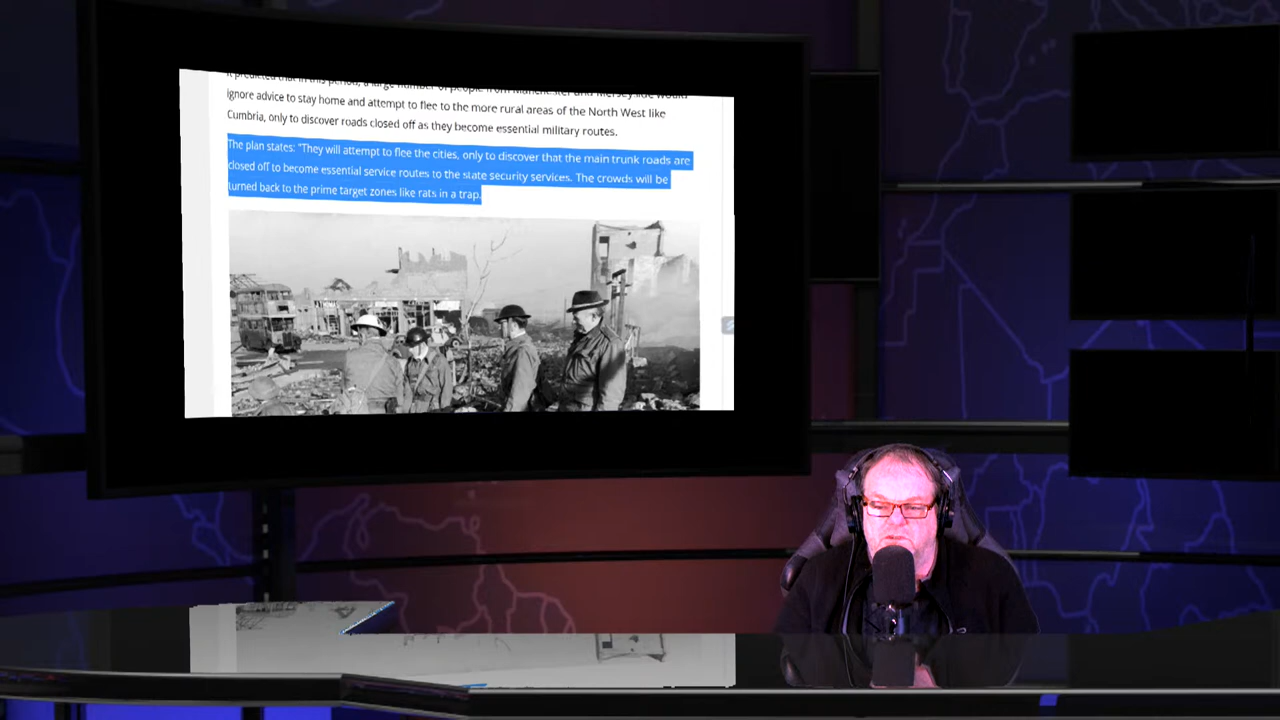 ignore advice to stay home and attempt to flee to the more rural areas of the North West like
Cumbria, only to discover roads closed off as they become essential military routes.
The plan states: "They will attempt to flee the cities, only to discover that the main trunk roads are
closed off to become essential service routes to the state security services. The crowds will be
turned back to the prime target zones like rats in a trap.